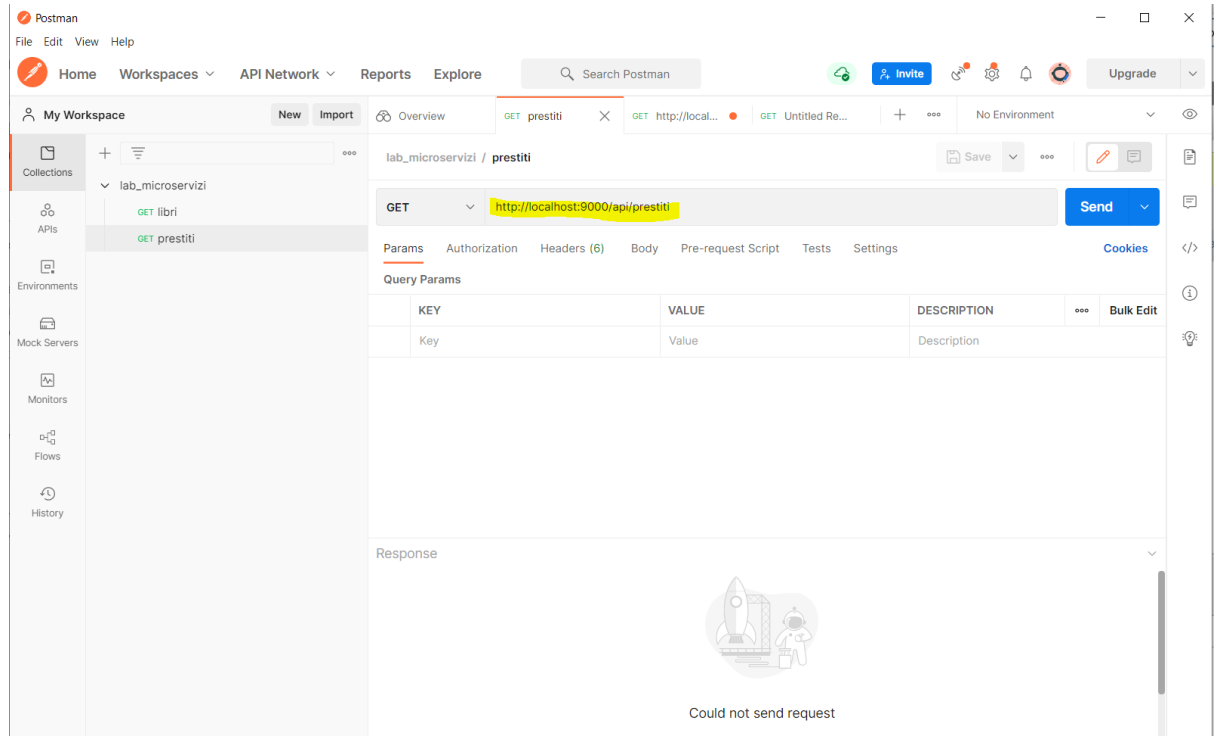 Postman
File Edit View Help
Home Workspaces API Network Reports Explore Search Postman Invite Upgrade
My Workspace New Import Overview GET prestiti GET http://local... GET Untitled Re... No Environment
Collections
APIs
Environments
Mock Servers
Monitors
Flows
History
lab_microservizi
GET libri
GET prestiti
lab_microservizi / prestiti Save
GET http://localhost:9000/api/prestiti Send
Params Authorization Headers (6) Body Pre-request Script Tests Settings Cookies
Query Params
KEY VALUE DESCRIPTION Bulk Edit
Key Value Description
Response
Could not send request